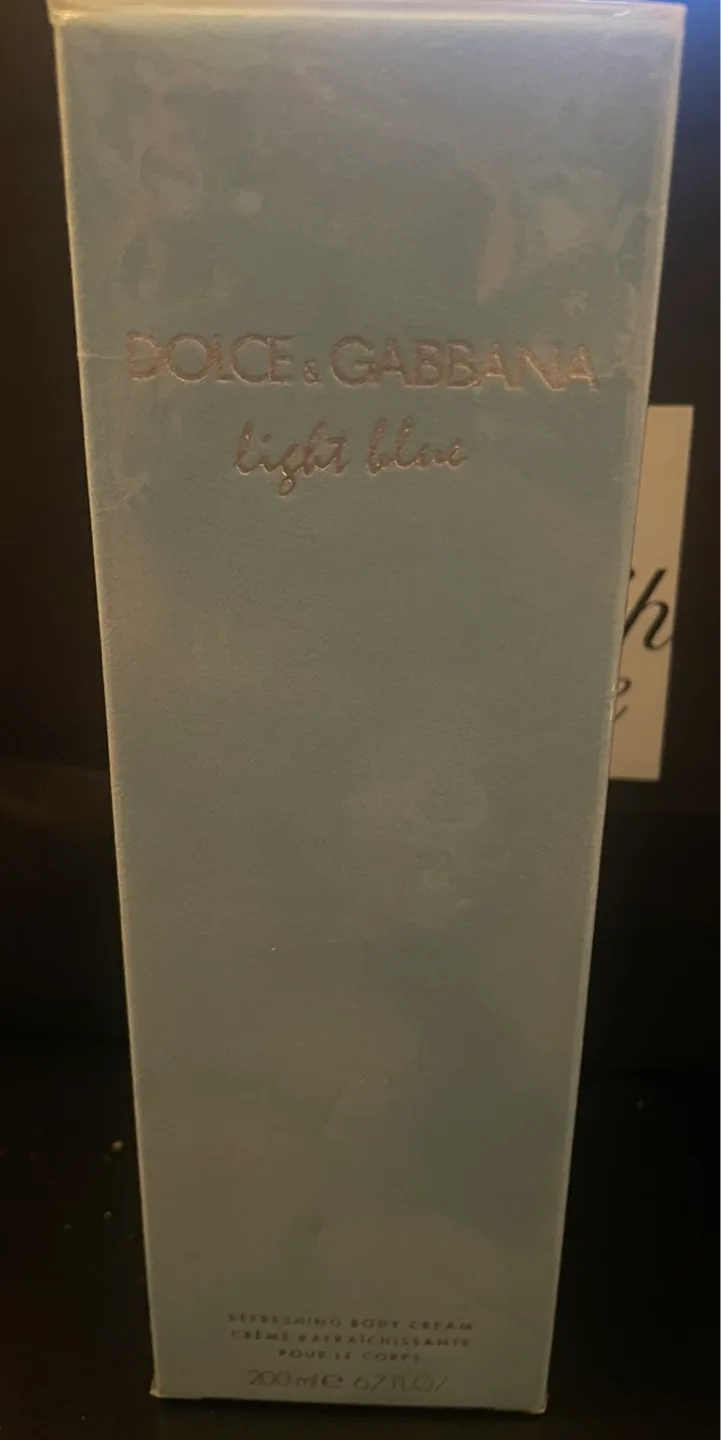 DOLCE & GABBANA
light blue
REFRESHING BODY CREAM
CRÈME RAFRAÎCHISSANTE
POUR LE CORPS
200 ml e 6.7 FL.OZ.